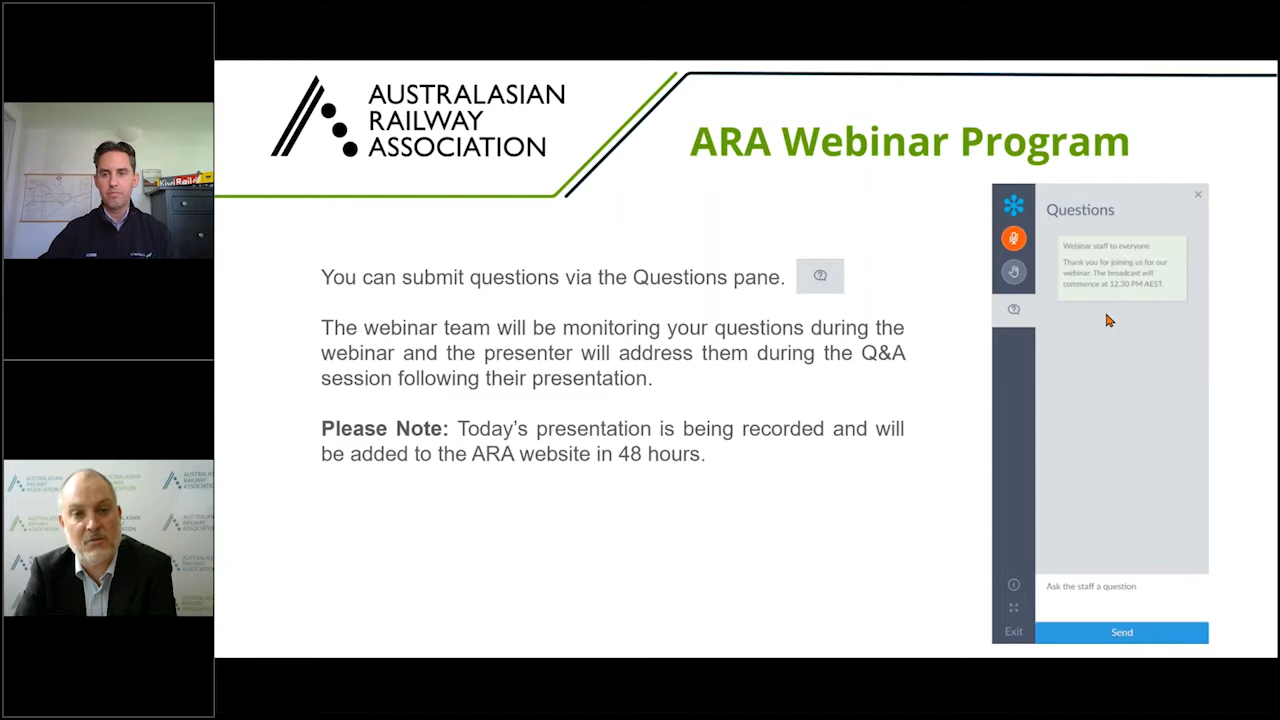 AUSTRALASIAN
RAILWAY
ASSOCIATION
ARA Webinar Program
You can submit questions via the Questions pane.
The webinar team will be monitoring your questions during the
webinar and the presenter will address them during the Q&A
session following their presentation.
Please Note: Today's presentation is being recorded and will
be added to the ARA website in 48 hours.
Questions
Webinar staff to everyone
Thank you for joining us for our
webinar. The broadcast will
commence at 12.30 PM AEST.
Ask the staff a question
Exit
Send
KiwiRail
AUSTRALASIAN
RAILWAY
ASSOCIATION